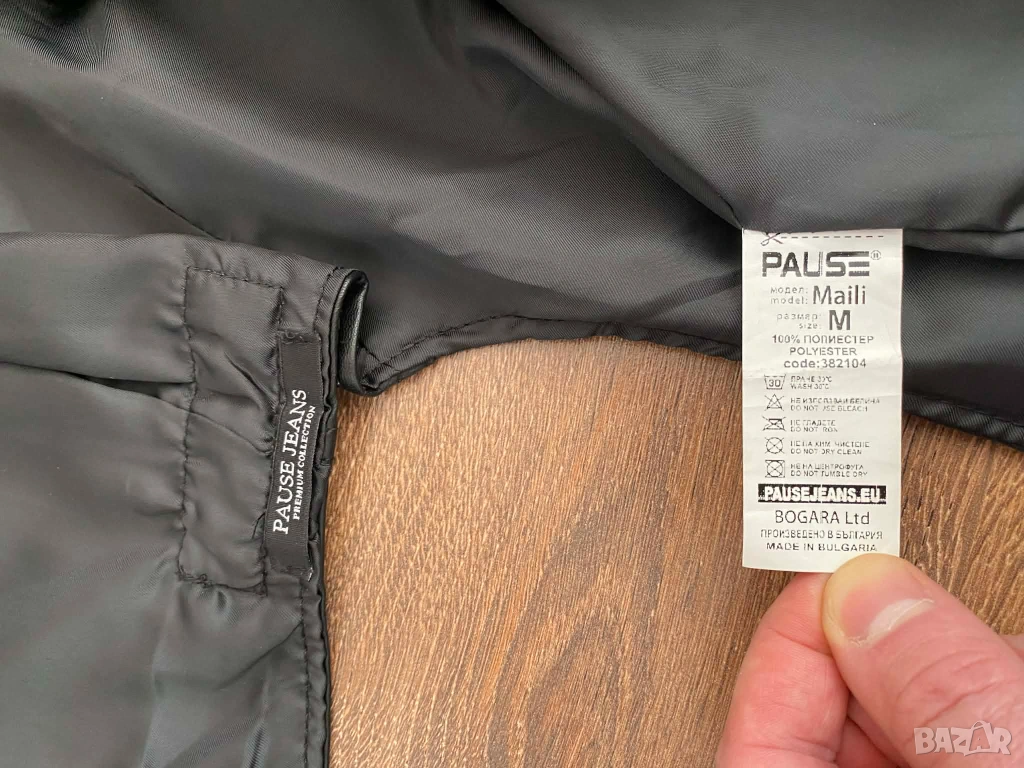 PAUSE JEANS
PREMIUM COLLECTION
PAUSE®
модел:
model: Maili
размер:
size: M
100% ПОЛИЕСТЕР
POLYESTER
code:382104
30 ПРАНЕ 30°C
WASH 30°C
НЕ ИЗПОЛЗВАЙ БЕЛИНА
DO NOT USE BLEACH
НЕ ГЛАДЕТЕ
DO NOT IRON
НЕ НА ХИМ. ЧИСТЕНЕ
DO NOT DRY CLEAN
НЕ НА ЦЕНТРОФУГА
DO NOT TUMBLE DRY
PAUSEJEANS.EU
BOGARA Ltd
ПРОИЗВЕДЕНО В БЪЛГАРИЯ
MADE IN BULGARIA
BAZAR